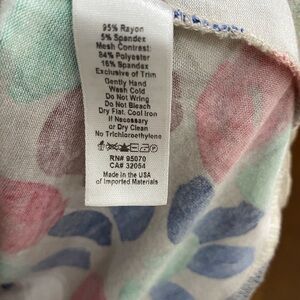 95% Rayon
5% Spandex
Mesh Contrast:
84% Polyester
16% Spandex
Exclusive of Trim
Gently Hand
Wash Cold
Do Not Wring
Do Not Bleach
Dry Flat. Cool Iron
If Necessary
or Dry Clean
No Trichloroethylene
RN# 95070
CA# 32054
Made in the USA
of Imported Materials